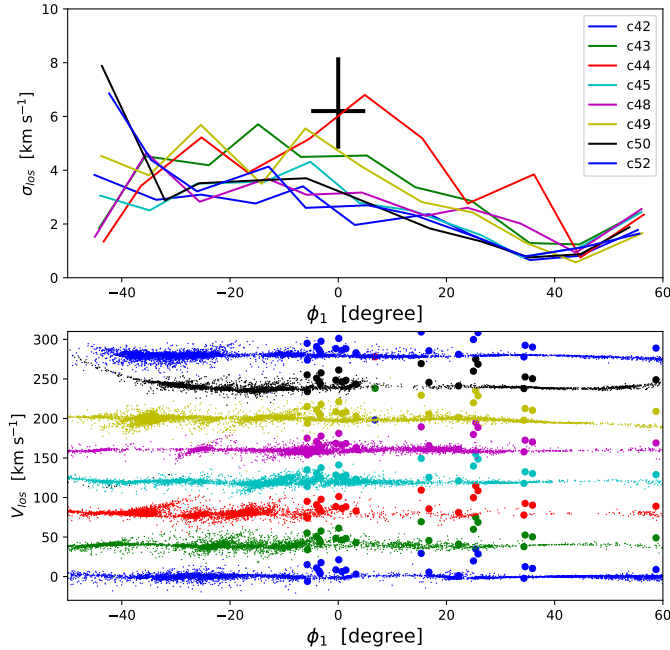 10
8
6
4
2
0
σlos [km s⁻¹]
c42
c43
c44
c45
c48
c49
c50
c52
−40
−20
0
20
40
60
ϕ₁ [degree]
300
250
200
150
100
50
0
Vlos [km s⁻¹]
−40
−20
0
20
40
60
ϕ₁ [degree]